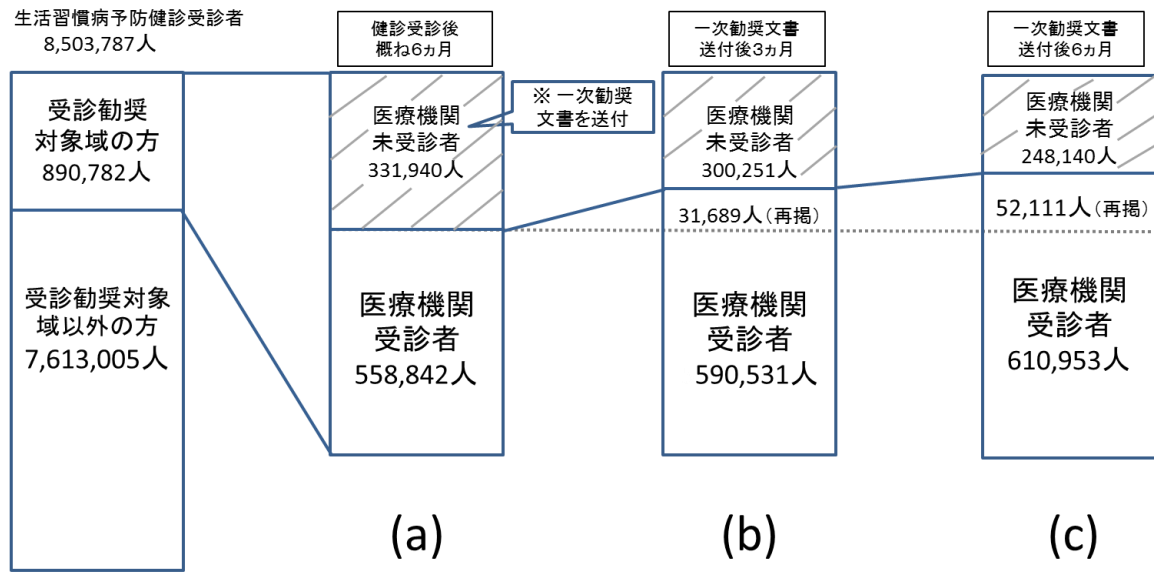 生活習慣病予防健診受診者
8,503,787人
受診勧奨
対象域の方
890,782人
受診勧奨対象
域以外の方
7,613,005人
健診受診後
概ね6ヵ月
医療機関
未受診者
331,940人
※ 一次勧奨
文書を送付
医療機関
受診者
558,842人
(a)
一次勧奨文書
送付後3ヵ月
医療機関
未受診者
300,251人
31,689人(再掲)
医療機関
受診者
590,531人
(b)
一次勧奨文書
送付後6ヵ月
医療機関
未受診者
248,140人
52,111人(再掲)
医療機関
受診者
610,953人
(c)